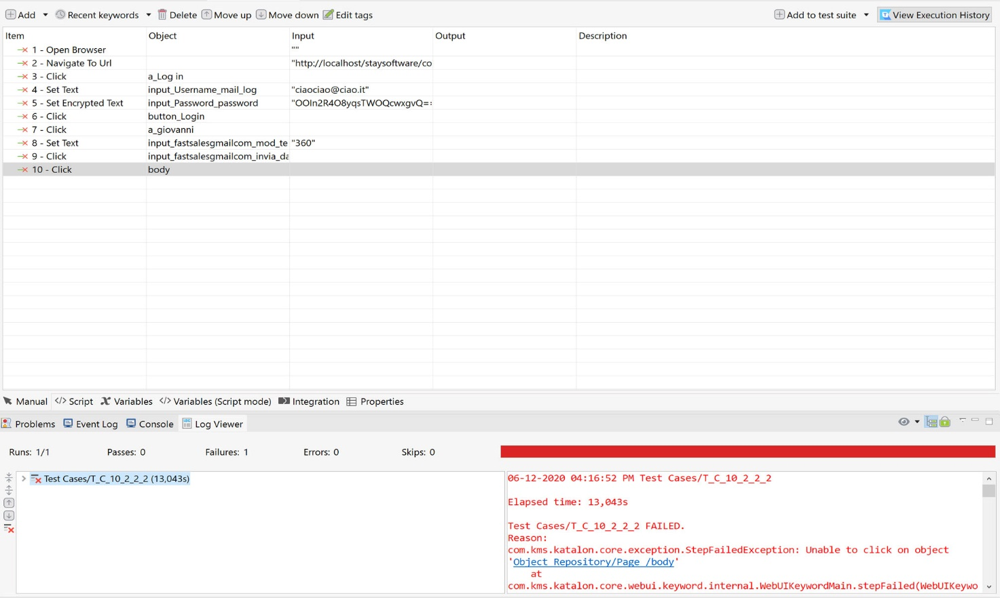 Add Recent keywords Delete Move up Move down Edit tags Add to test suite View Execution History
Item Object Input Output Description
1 - Open Browser ""
2 - Navigate To Url "http://localhost/staysoftware/co
3 - Click a_Log in
4 - Set Text input_Username_mail_log "ciaociao@ciao.it"
5 - Set Encrypted Text input_Password_password "OOIn2R4O8yqsTWOQcwxgvQ==
6 - Click button_Login
7 - Click a_giovanni
8 - Set Text input_fastsalesgmailcom_mod_te "360"
9 - Click input_fastsalesgmailcom_invia_da
10 - Click body
Manual Script Variables Variables (Script mode) Integration Properties
Problems Event Log Console Log Viewer
Runs: 1/1 Passes: 0 Failures: 1 Errors: 0 Skips: 0
Test Cases/T_C_10_2_2_2 (13,043s)
06-12-2020 04:16:52 PM Test Cases/T_C_10_2_2_2
Elapsed time: 13,043s
Test Cases/T_C_10_2_2_2 FAILED.
Reason:
com.kms.katalon.core.exception.StepFailedException: Unable to click on object
'Object Repository/Page /body'
at
com.kms.katalon.core.webui.keyword.internal.WebUIKeywordMain.stepFailed(WebUIKeywo